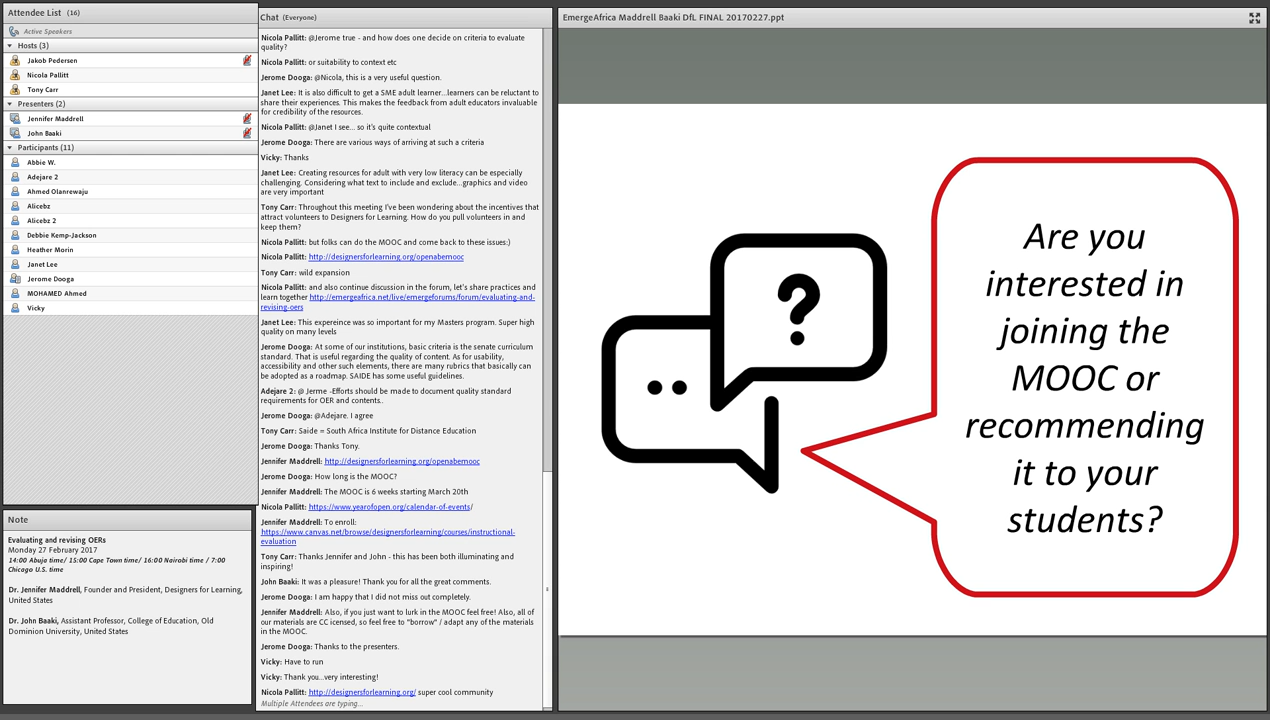 Attendee List (16)
Active Speakers
Hosts (3)
Jakob Pedersen
Nicola Pallitt
Tony Carr
Presenters (2)
Jennifer Maddrell
John Baaki
Participants (11)
Abbie W.
Adejare 2
Ahmed Olanrewaju
Alicebz
Alicebz 2
Debbie Kemp-Jackson
Heather Morin
Janet Lee
Jerome Dooga
MOHAMED Ahmed
Vicky
Note
Evaluating and revising OERs
Monday 27 February 2017
14:00 Abuja time/ 15:00 Cape Town time/ 16:00 Nairobi time / 7:00
Chicago U.S. time
Dr. Jennifer Maddrell, Founder and President, Designers for Learning,
United States
Dr. John Baaki, Assistant Professor, College of Education, Old
Dominion University, United States
Chat (Everyone)
Nicola Pallitt: @Jerome true - and how does one decide on criteria to evaluate
quality?
Nicola Pallitt: or suitability to context etc
Jerome Dooga: @Nicola, this is a very useful question.
Janet Lee: It is also difficult to get a SME adult learner...learners can be reluctant to
share their experiences. This makes the feedback from adult educators invaluable
for credibility of the resources.
Nicola Pallitt: @Janet I see... so it's quite contextual
Jerome Dooga: There are various ways of arriving at such a criteria
Vicky: Thanks
Janet Lee: Creating resources for adult with very low literacy can be especially
challenging. Considering what text to include and exclude...graphics and video
are very important
Tony Carr: Throughout this meeting I've been wondering about the incentives that
attract volunteers to Designers for Learning. How do you pull volunteers in and
keep them?
Nicola Pallitt: but folks can do the MOOC and come back to these issues:)
Nicola Pallitt: http://designersforlearning.org/openabemooc
Tony Carr: wild expansion
Nicola Pallitt: and also continue discussion in the forum, let's share practices and
learn together http://emergeafrica.net/live/emergeforums/forum/evaluating-and-
revising-oers
Janet Lee: This expereince was so important for my Masters program. Super high
quality on many levels
Jerome Dooga: At some of our institutions, basic criteria is the senate curriculum
standard. That is useful regarding the quality of content. As for usability,
accessibility and other such elements, there are many rubrics that basically can
be adopted as a roadmap. SAIDE has some useful guidelines.
Adejare 2: @ Jerme -Efforts should be made to document quality standard
requirements for OER and contents..
Jerome Dooga: @Adejare. I agree
Tony Carr: Saide = South Africa Institute for Distance Education
Jerome Dooga: Thanks Tony.
Jennifer Maddrell: http://designersforlearning.org/openabemooc
Jerome Dooga: How long is the MOOC?
Jennifer Maddrell: The MOOC is 6 weeks starting March 20th
Nicola Pallitt: https://www.yearofopen.org/calendar-of-events/
Jennifer Maddrell: To enroll:
https://www.canvas.net/browse/designersforlearning/courses/instructional-
evaluation
Tony Carr: Thanks Jennifer and John - this has been both illuminating and
inspiring!
John Baaki: It was a pleasure! Thank you for all the great comments.
Jerome Dooga: I am happy that I did not miss out completely.
Jennifer Maddrell: Also, if you just want to lurk in the MOOC feel free! Also, all of
our materials are CC icensed, so feel free to "borrow" / adapt any of the materials
in the MOOC.
Jerome Dooga: Thanks to the presenters.
Vicky: Have to run
Vicky: Thank you...very interesting!
Nicola Pallitt: http://designersforlearning.org/ super cool community
Multiple Attendees are typing...
EmergeAfrica Maddrell Baaki DfL FINAL 20170227.ppt
?
Are you
interested in
joining the
MOOC or
recommending
it to your
students?